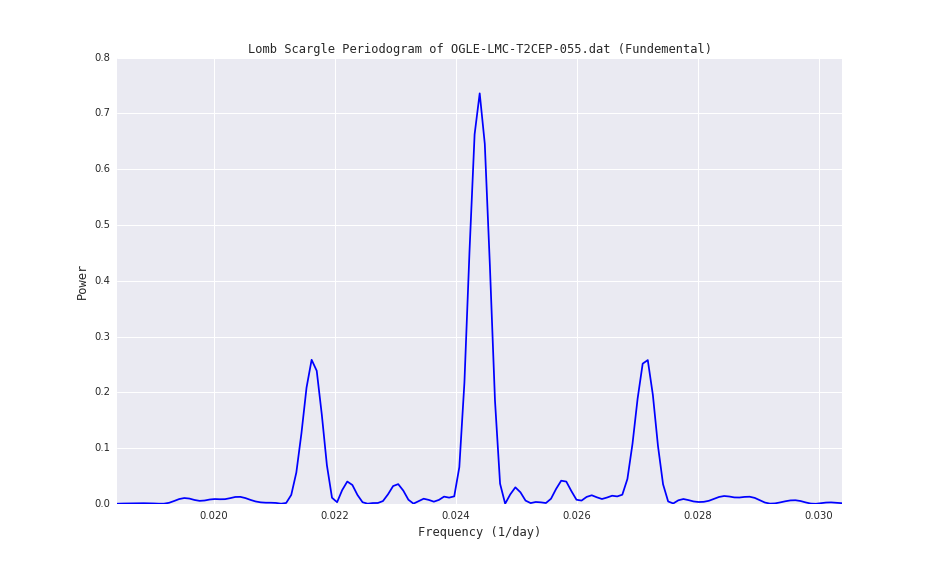 Lomb Scargle Periodogram of OGLE-LMC-T2CEP-055.dat (Fundemental)
0.8
0.7
0.6
0.5
0.4
0.3
0.2
0.1
0.0
Power
0.020 0.022 0.024 0.026 0.028 0.030
Frequency (1/day)